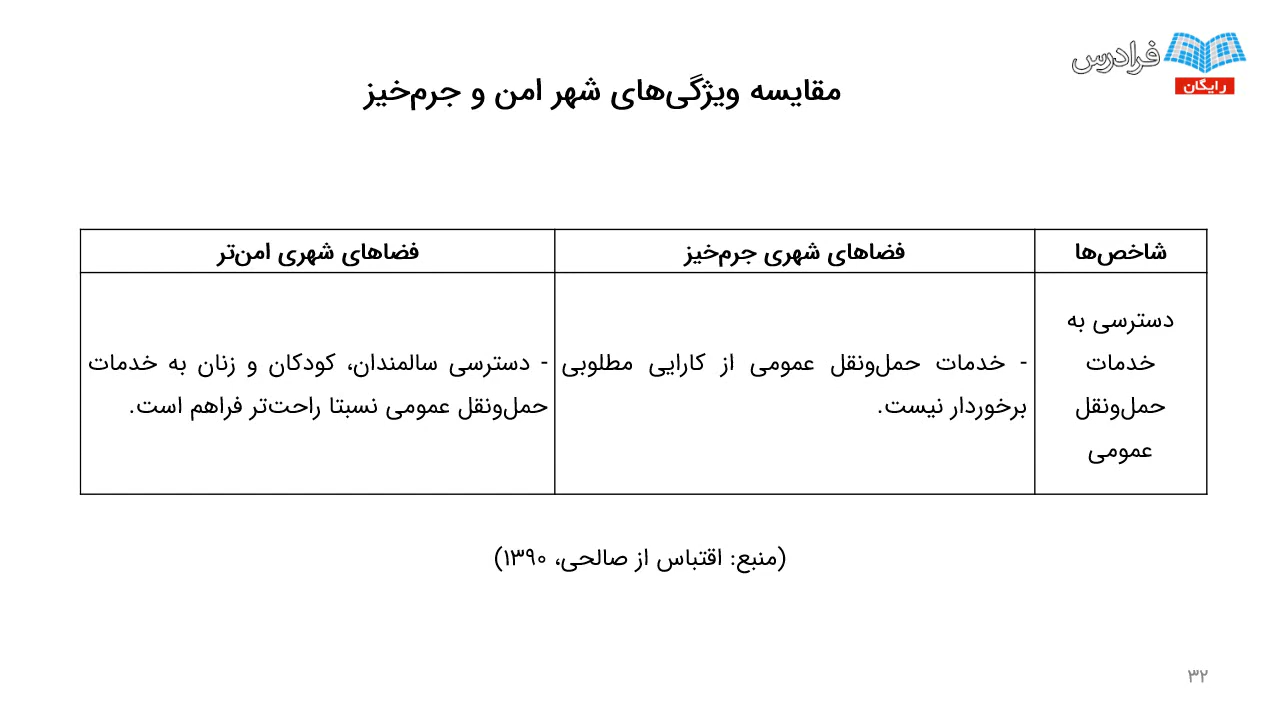 فرادرس
رایگان
مقایسه ویژگی‌های شهر امن و جرم‌خیز
شاخص‌ها
فضاهای شهری جرم‌خیز
فضاهای شهری امن‌تر
دسترسی به
خدمات
حمل‌ونقل
عمومی
- خدمات حمل‌ونقل عمومی از کارایی مطلوبی
برخوردار نیست.
- دسترسی سالمندان، کودکان و زنان به خدمات
حمل‌ونقل عمومی نسبتا راحت‌تر فراهم است.
(منبع: اقتباس از صالحی، ۱۳۹۰)
۳۲